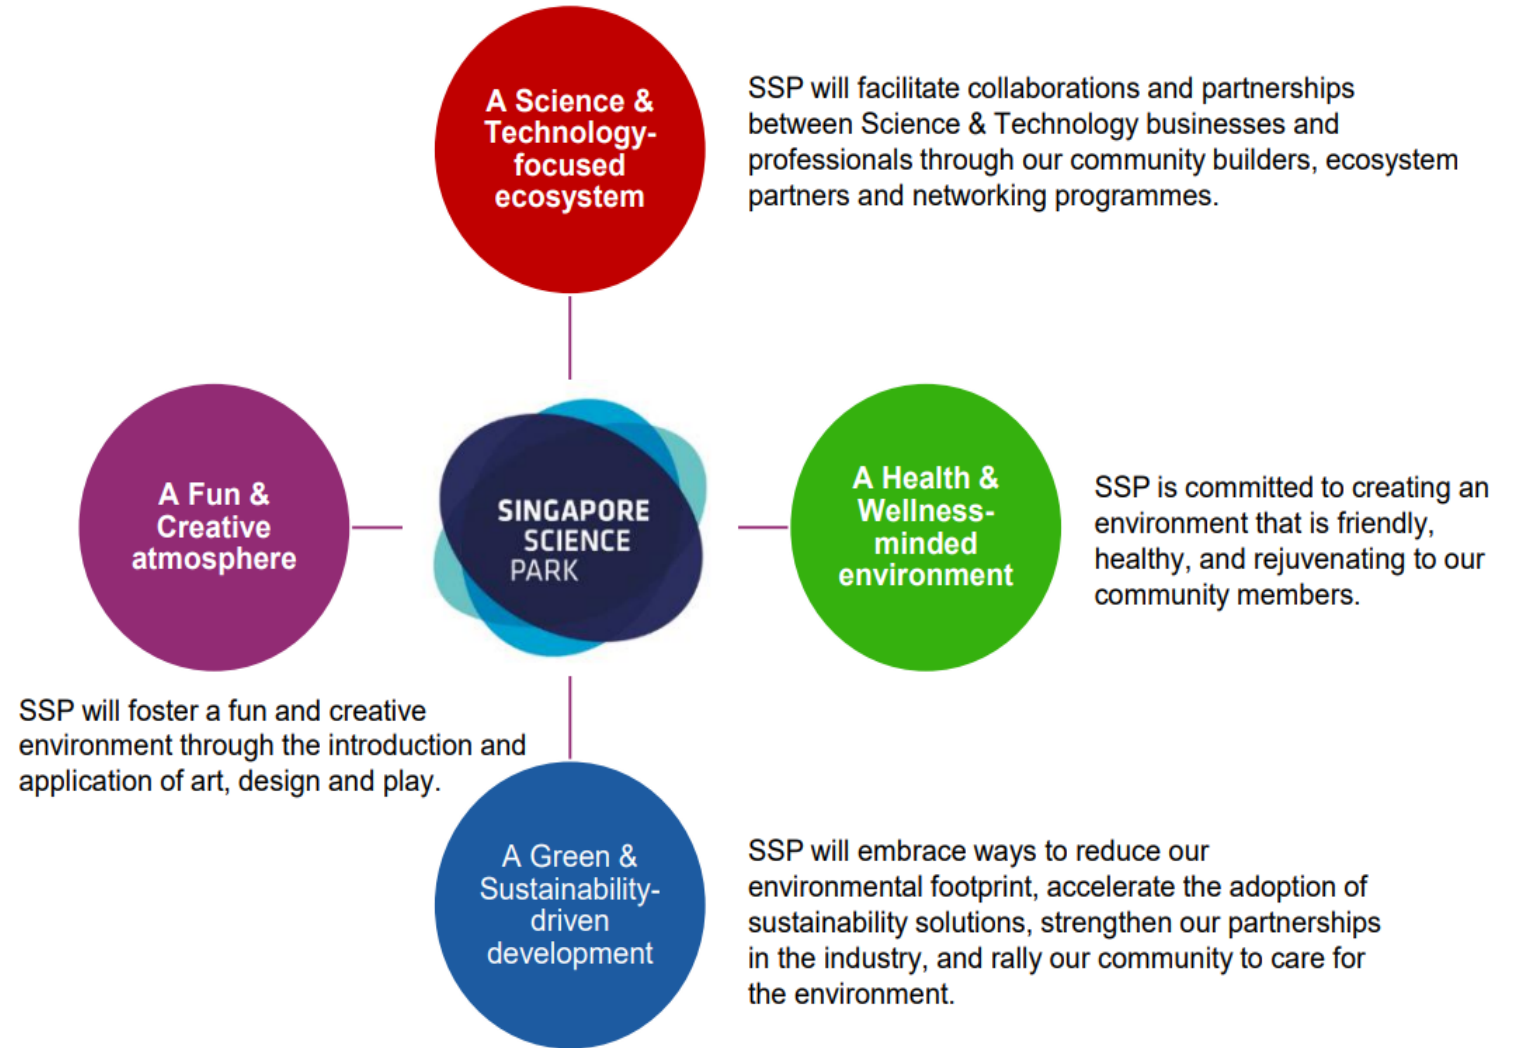 A Science &
Technology-
focused
ecosystem
SSP will facilitate collaborations and partnerships
between Science & Technology businesses and
professionals through our community builders, ecosystem
partners and networking programmes.
A Fun &
Creative
atmosphere
SINGAPORE
SCIENCE
PARK
A Health &
Wellness-
minded
environment
SSP is committed to creating an
environment that is friendly,
healthy, and rejuvenating to our
community members.
SSP will foster a fun and creative
environment through the introduction and
application of art, design and play.
A Green &
Sustainability-
driven
development
SSP will embrace ways to reduce our
environmental footprint, accelerate the adoption of
sustainability solutions, strengthen our partnerships
in the industry, and rally our community to care for
the environment.